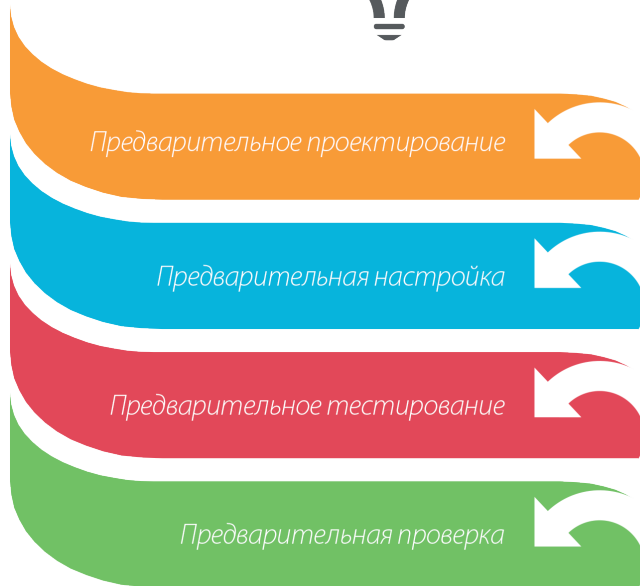 Предварительное проектирование
Предварительная настройка
Предварительное тестирование
Предварительная проверка